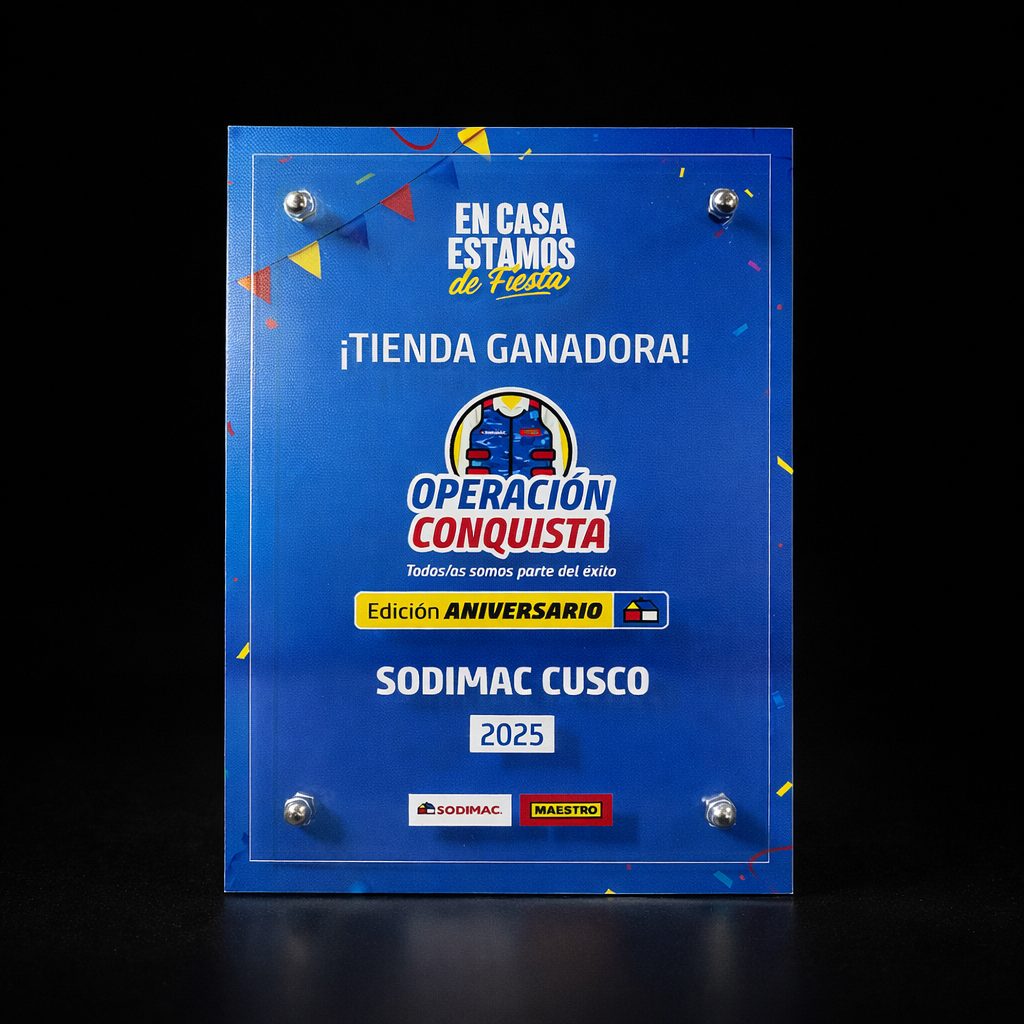 EN CASA
ESTAMOS
de Fiesta
¡TIENDA GANADORA!
OPERACIÓN
CONQUISTA
Todos/as somos parte del éxito
Edición ANIVERSARIO
SODIMAC CUSCO
2025
SODIMAC. MAESTRO